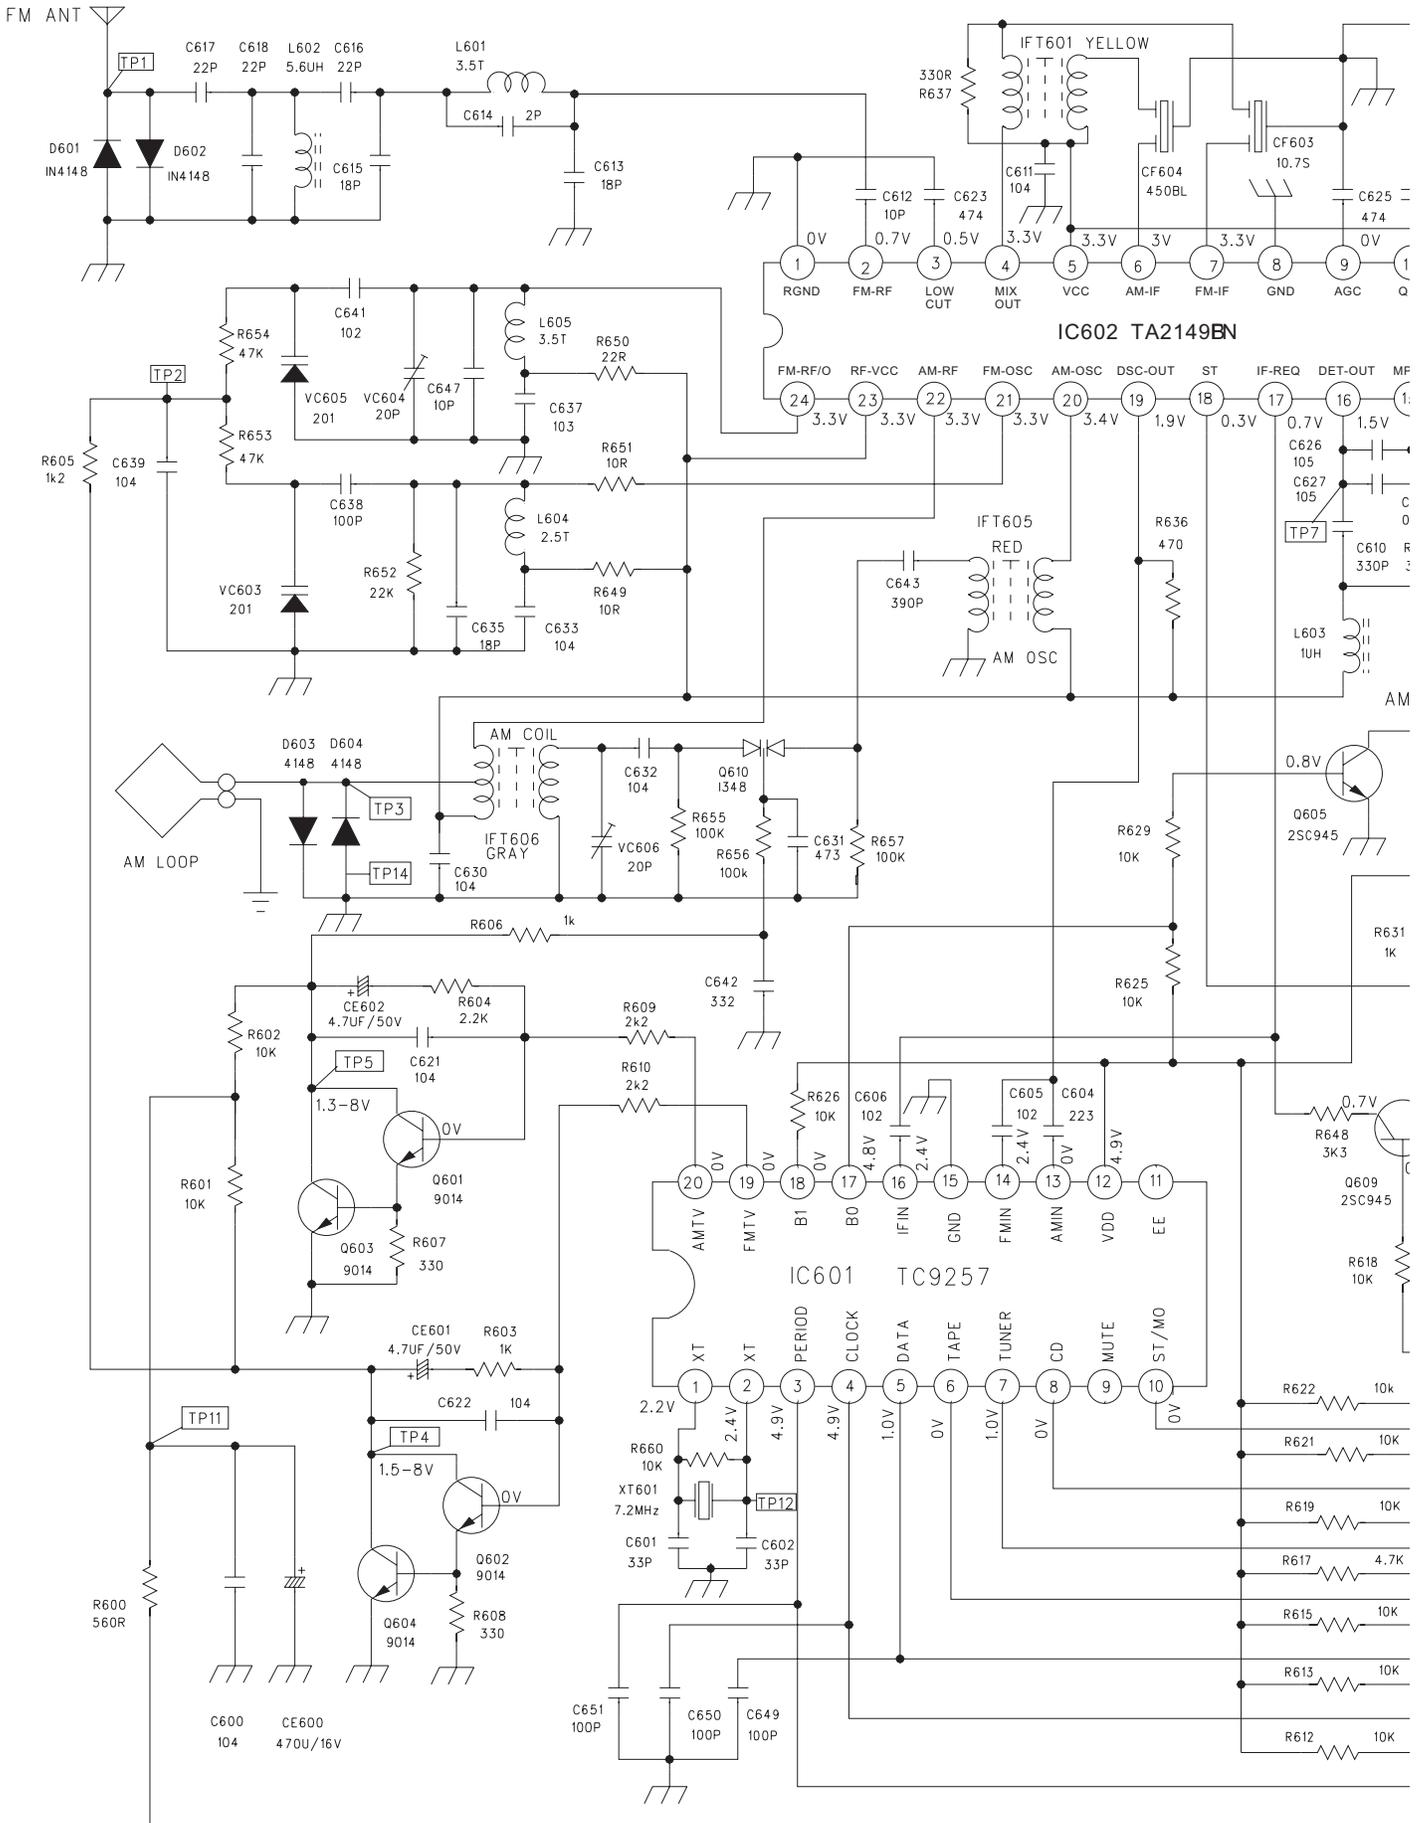 FM ANT
TP1
C617
22P
C618
22P
L602
5.6UH
C616
22P
L601
3.5T
C614
2P
D601
IN4148
D602
IN4148
C615
18P
C613
18P
330R
R637
IFT601 YELLOW
C611
104
CF604
450BL
CF603
10.7S
C612
10P
C623
474
C625
474
0V
0.7V
0.5V
3.3V
3.3V
3V
3.3V
0V
1
2
3
4
5
6
7
8
9
RGND
FM-RF
LOW
CUT
MIX
OUT
VCC
AM-IF
FM-IF
GND
AGC
Q
IC602 TA2149BN
FM-RF/O
RF-VCC
AM-RF
FM-OSC
AM-OSC
DSC-OUT
ST
IF-REQ
DET-OUT
MP
24
23
22
21
20
19
18
17
16
3.3V
3.3V
3.3V
3.3V
3.4V
1.9V
0.3V
0.7V
1.5V
R654
47K
C641
102
L605
3.5T
R650
22R
TP2
VC605
201
VC604
20P
C647
10P
C637
103
R653
47K
R651
10R
R605
1k2
C639
104
C638
100P
L604
2.5T
R652
22K
R649
10R
VC603
201
C635
18P
C633
104
C626
105
C627
105
TP7
C610
330P
IFT605
RED
R636
470
C643
390P
AM OSC
L603
1UH
AM
D603
4148
D604
4148
AM COIL
TP3
TP14
AM LOOP
IFT606
GRAY
C630
104
C632
104
Q610
I348
VC606
20P
R655
100K
R656
100k
C631
473
R657
100K
0.8V
Q605
2SC945
R629
10K
R606
1k
C642
332
R625
10K
R631
1K
CE602
4.7UF/50V
R604
2.2K
R602
10K
C621
104
R609
2k2
R610
2k2
TP5
1.3-8V
0V
Q601
9014
R601
10K
Q603
9014
R607
330
R626
10K
C606
102
C605
102
C604
223
0V
0V
0V
4.8V
2.4V
2.4V
0V
4.9V
20
19
18
17
16
15
14
13
12
11
AMTV
FMTV
B1
B0
IFIN
GND
FMIN
AMIN
VDD
EE
IC601 TC9257
R648
3K3
0.7V
Q609
2SC945
R618
10K
XT
XT
PERIOD
CLOCK
DATA
TAPE
TUNER
CD
MUTE
ST/MO
1
2
3
4
5
6
7
8
9
10
2.2V
2.4V
4.9V
4.9V
1.0V
0V
1.0V
0V
0V
CE601
4.7UF/50V
R603
1K
C622
104
TP11
TP4
1.5-8V
0V
R660
10K
XT601
7.2MHz
TP12
C601
33P
C602
33P
Q602
9014
Q604
9014
R608
330
R600
560R
C600
104
CE600
470U/16V
C651
100P
C650
100P
C649
100P
R622
10k
R621
10K
R619
10K
R617
4.7K
R615
10K
R613
10K
R612
10K